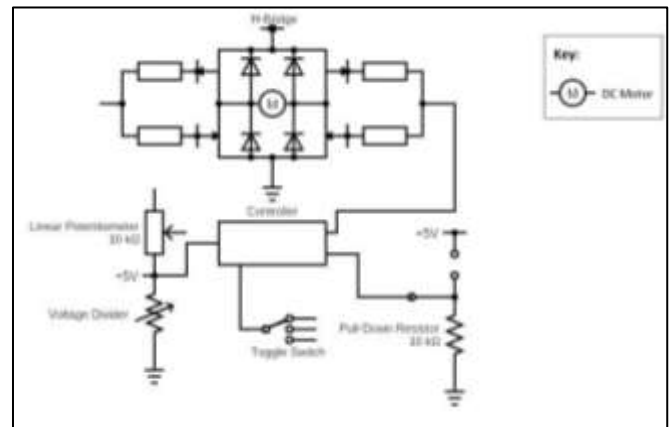 H-Bridge
Key:
M
DC Motor
M
Controller
Linear Potentiometer
10 kΩ
+5V
+5V
Voltage Divider
Toggle Switch
Pull-Down Resistor
10 kΩ